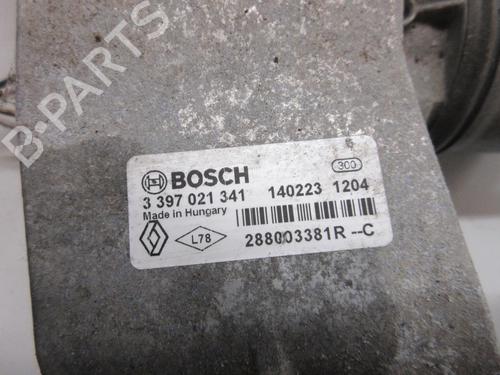 B-PARTS
300
BOSCH
3 397 021 341 140223 1204
Made in Hungary
L78 288003381R --C